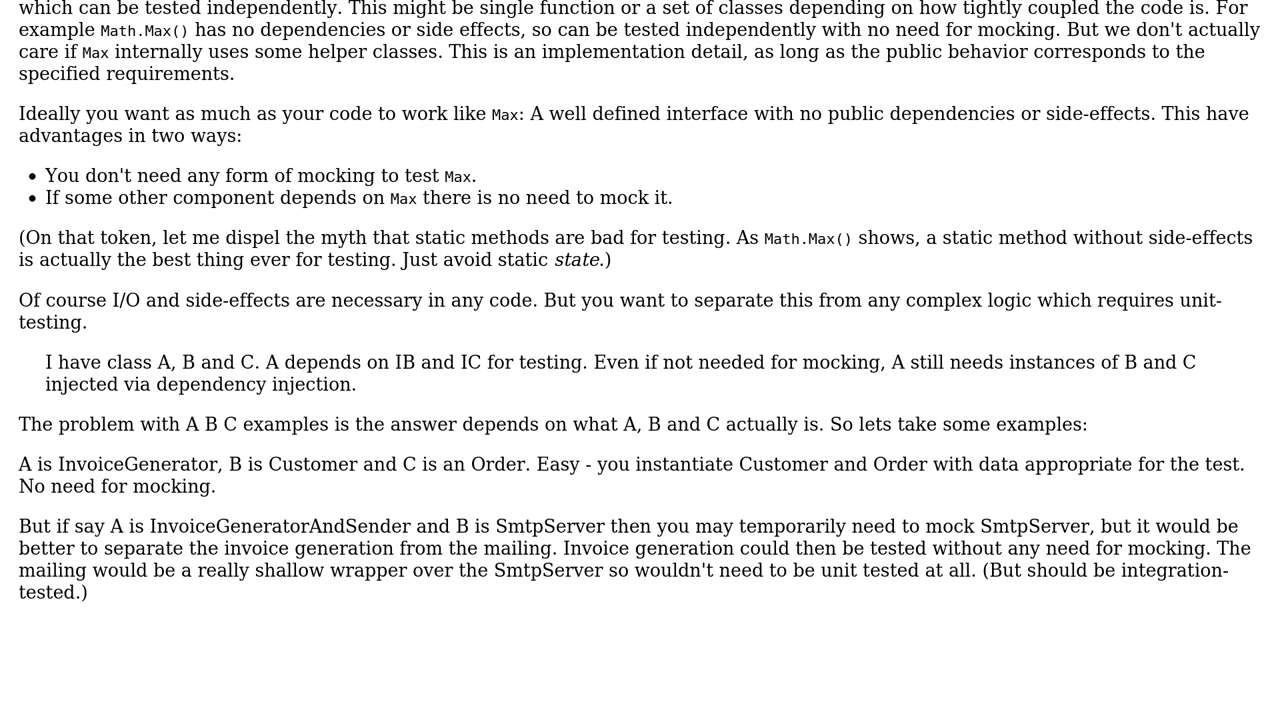 which can be tested independently. This might be single function or a set of classes depending on how tightly coupled the code is. For
example Math.Max() has no dependencies or side effects, so can be tested independently with no need for mocking. But we don't actually
care if Max internally uses some helper classes. This is an implementation detail, as long as the public behavior corresponds to the
specified requirements.
Ideally you want as much as your code to work like Max: A well defined interface with no public dependencies or side-effects. This have
advantages in two ways:
• You don't need any form of mocking to test Max.
• If some other component depends on Max there is no need to mock it.
(On that token, let me dispel the myth that static methods are bad for testing. As Math.Max() shows, a static method without side-effects
is actually the best thing ever for testing. Just avoid static state.)
Of course I/O and side-effects are necessary in any code. But you want to separate this from any complex logic which requires unit-
testing.
I have class A, B and C. A depends on IB and IC for testing. Even if not needed for mocking, A still needs instances of B and C
injected via dependency injection.
The problem with A B C examples is the answer depends on what A, B and C actually is. So lets take some examples:
A is InvoiceGenerator, B is Customer and C is an Order. Easy - you instantiate Customer and Order with data appropriate for the test.
No need for mocking.
But if say A is InvoiceGeneratorAndSender and B is SmtpServer then you may temporarily need to mock SmtpServer, but it would be
better to separate the invoice generation from the mailing. Invoice generation could then be tested without any need for mocking. The
mailing would be a really shallow wrapper over the SmtpServer so wouldn't need to be unit tested at all. (But should be integration-
tested.)